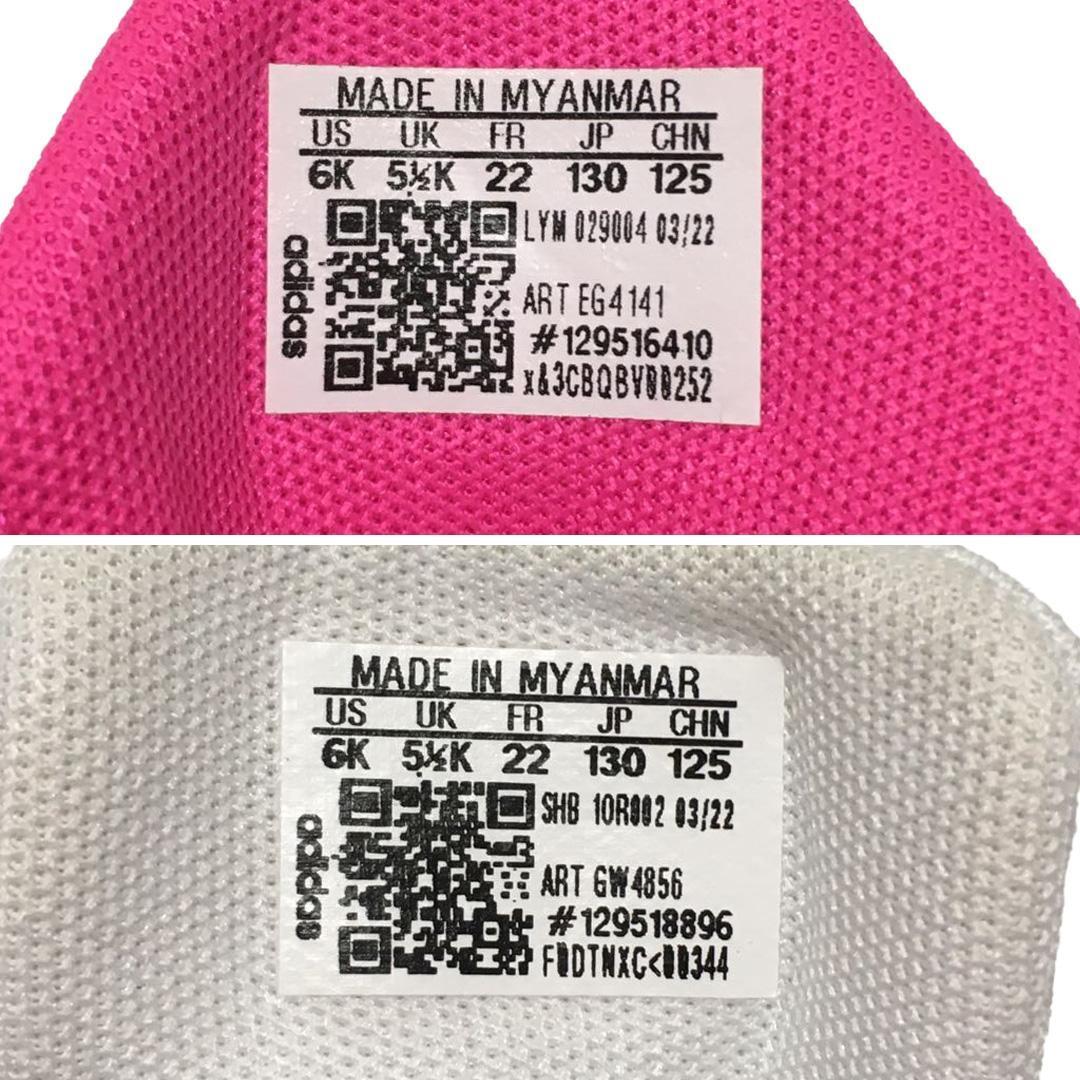 MADE IN MYANMAR
US UK FR JP CHN
6K 5½K 22 130 125
adidas
LYM 029004 03/22
ART EG4141
#129516410
x&3CBQBV00252
MADE IN MYANMAR
US UK FR JP CHN
6K 5½K 22 130 125
adidas
SHB 10R002 03/22
ART GW4856
#129518896
F0DTNXC<00344